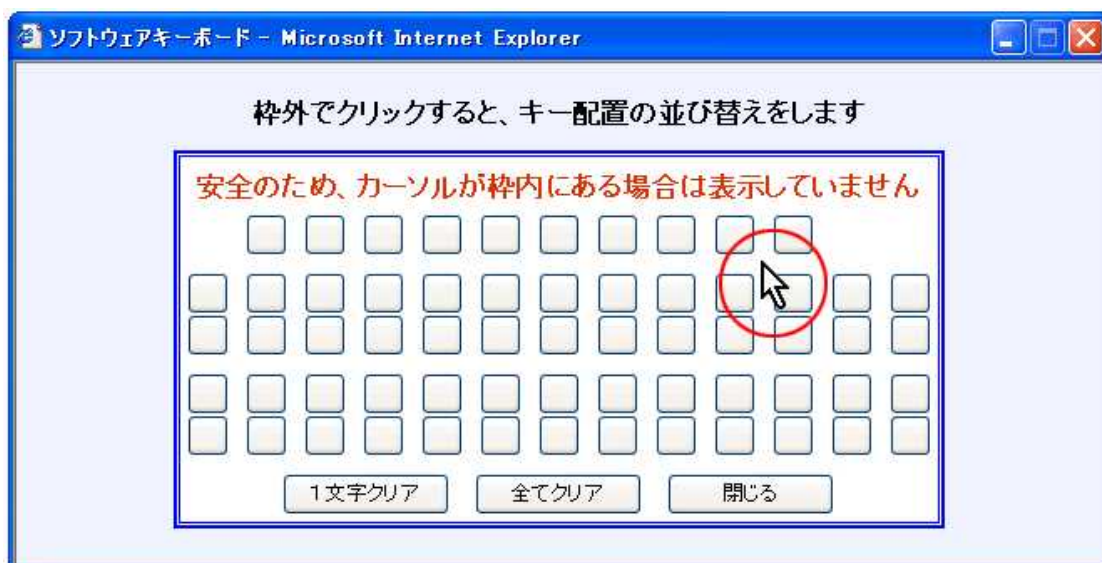 ソフトウェアキーボード - Microsoft Internet Explorer
枠外でクリックすると、キー配置の並び替えをします
安全のため、カーソルが枠内にある場合は表示していません
1文字クリア 全てクリア 閉じる